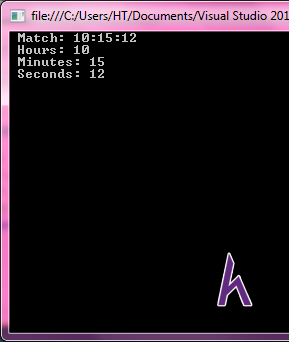 file:///C:/Users/HT/Documents/Visual Studio 201
Match: 10:15:12
Hours: 10
Minutes: 15
Seconds: 12